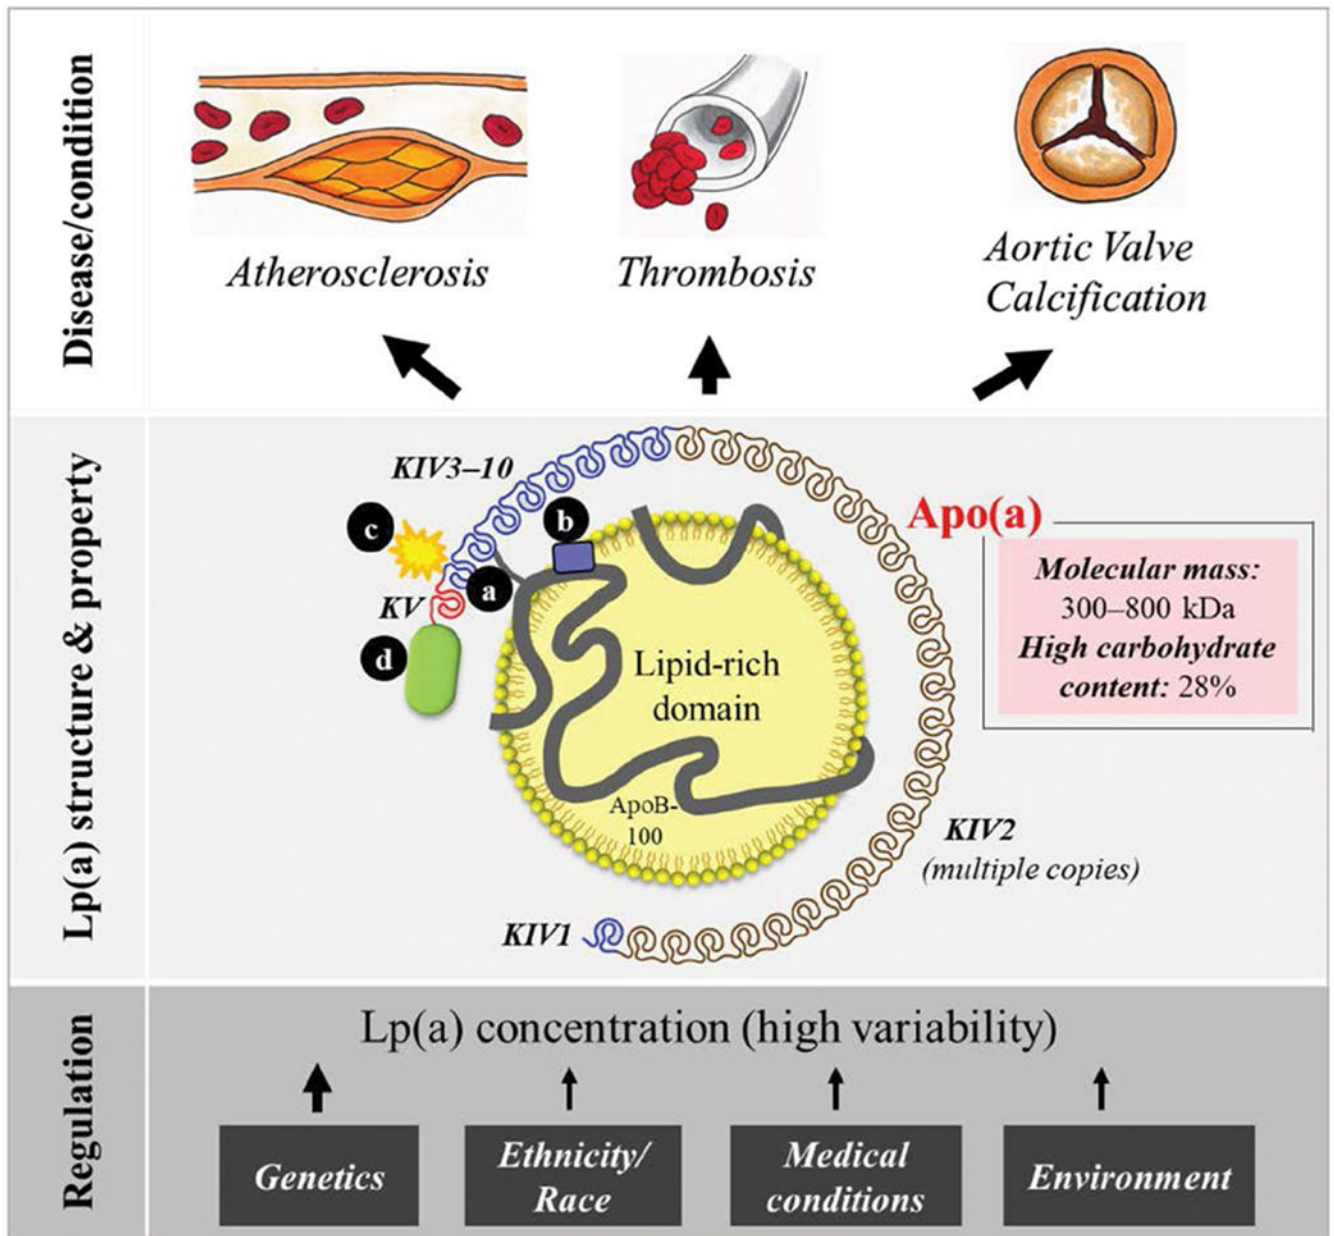 Disease/condition
Atherosclerosis
Thrombosis
Aortic Valve
Calcification
Lp(a) structure & property
KIV3–10
c
b
a
KV
d
Apo(a)
Molecular mass:
300–800 kDa
High carbohydrate
content: 28%
Lipid-rich
domain
ApoB-
100
KIV2
(multiple copies)
KIV1
Regulation
Lp(a) concentration (high variability)
Genetics
Ethnicity/
Race
Medical
conditions
Environment